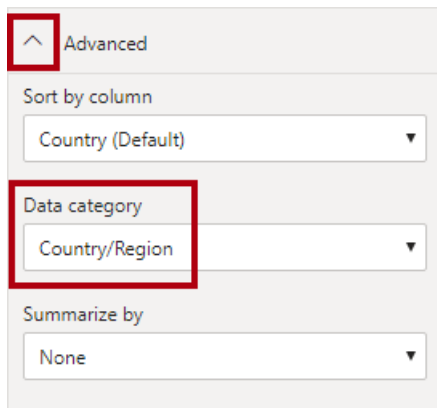 Advanced
Sort by column
Country (Default)
Data category
Country/Region
Summarize by
None